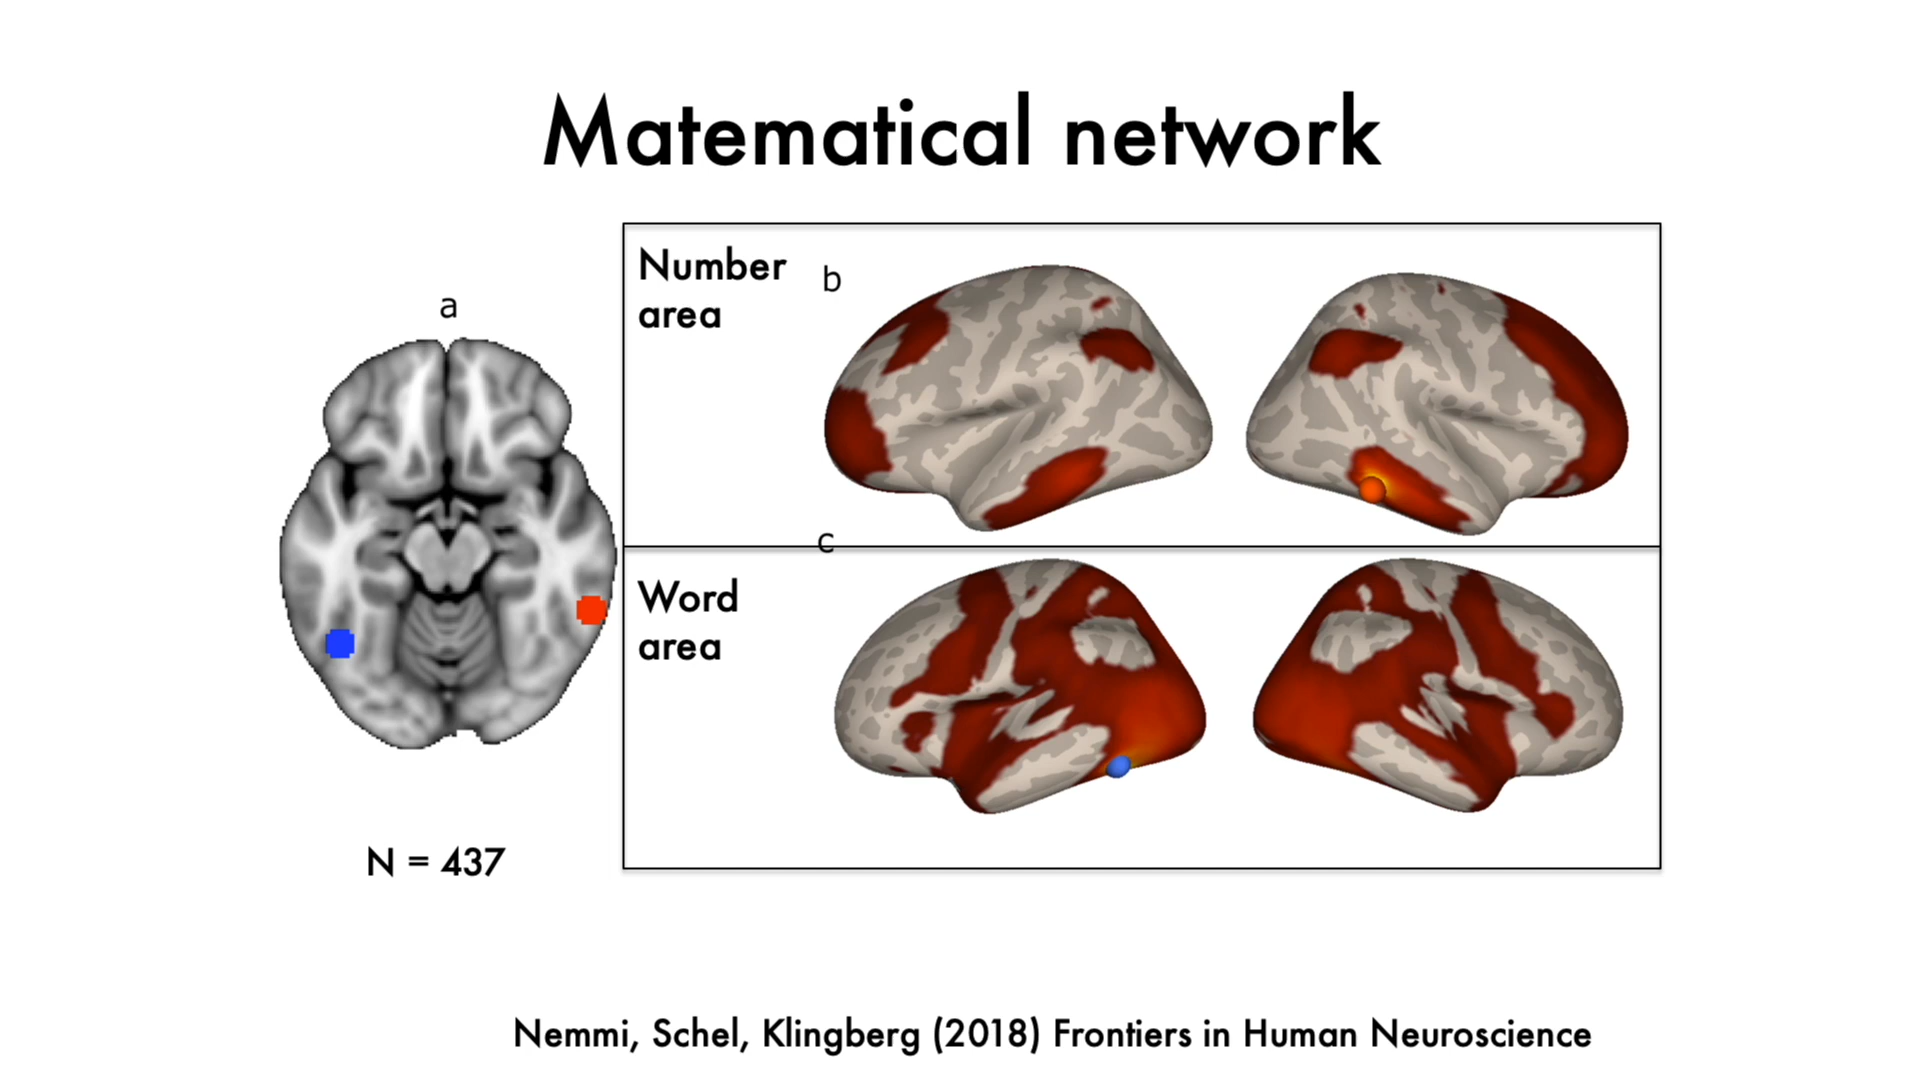 Matematical network
a
N = 437
Number
area
b
c
Word
area
Nemmi, Schel, Klingberg (2018) Frontiers in Human Neuroscience